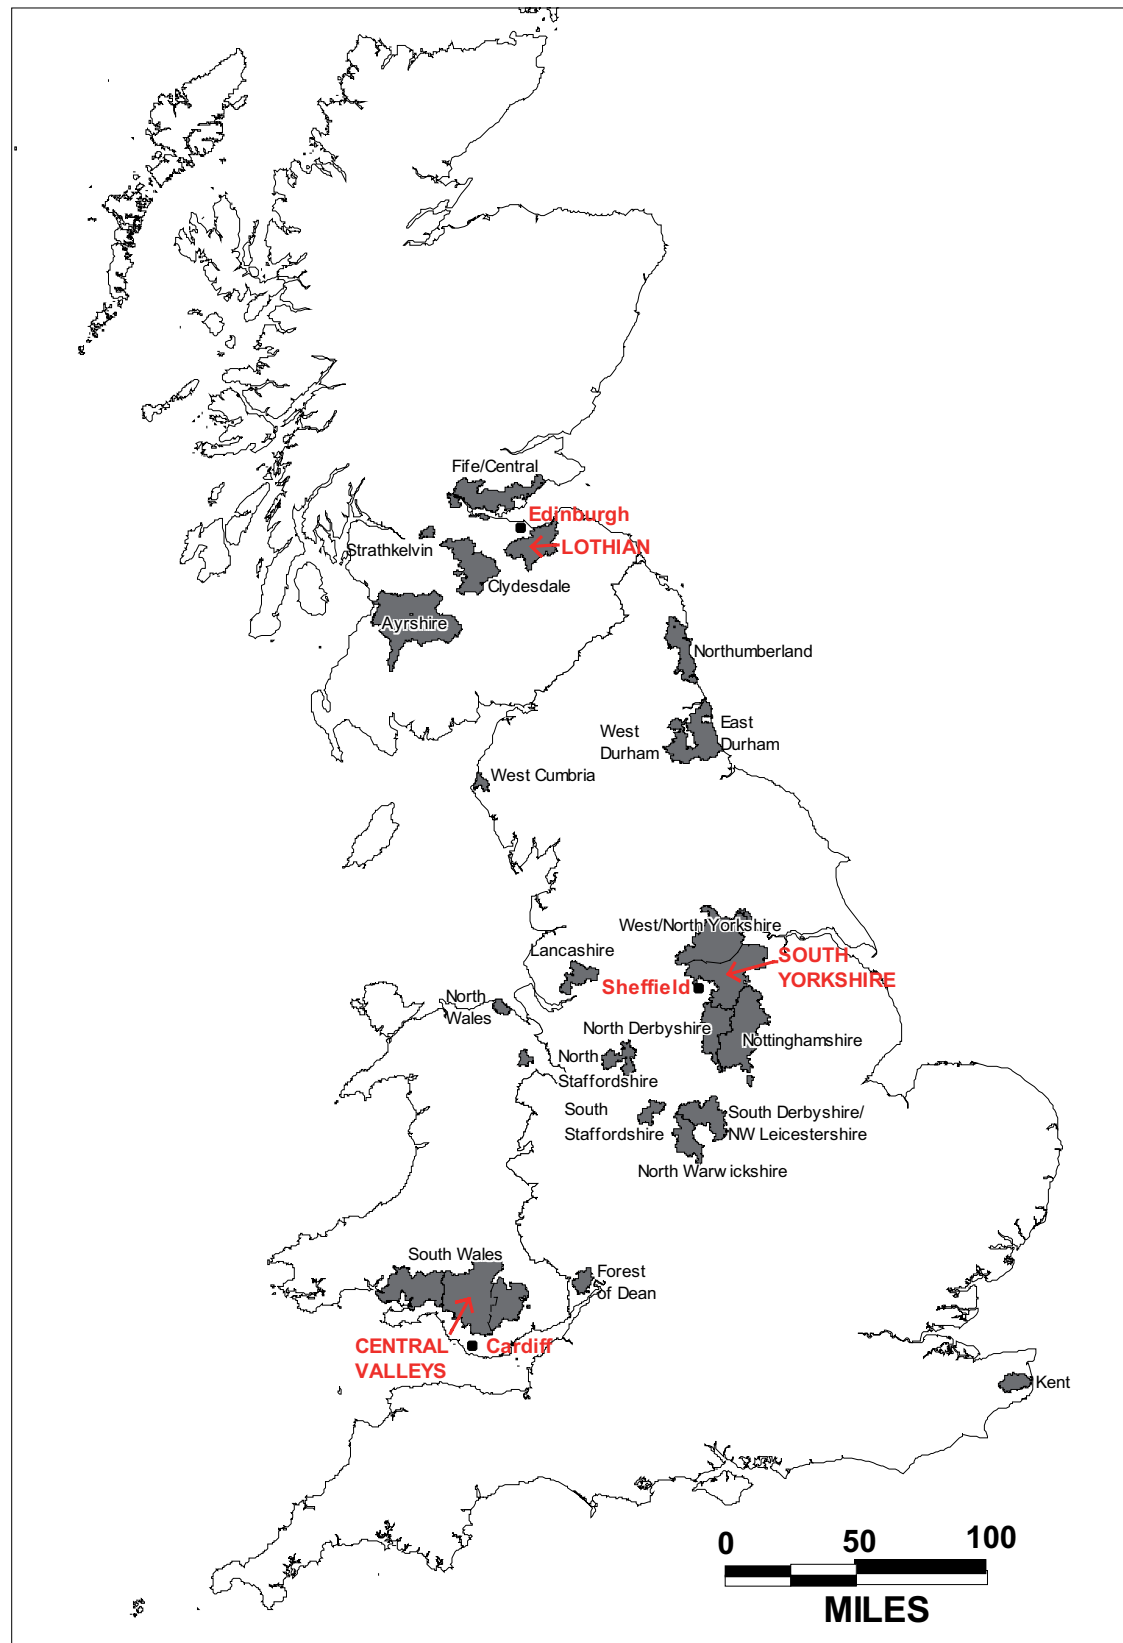 Fife/Central
Edinburgh
Strathkelvin
LOTHIAN
Clydesdale
Ayrshire
Northumberland
West
Durham
East
Durham
West Cumbria
West/North Yorkshire
Lancashire
SOUTH
YORKSHIRE
Sheffield
North
Wales
North Derbyshire
Nottinghamshire
North
Staffordshire
South
Staffordshire
South Derbyshire/
NW Leicestershire
North Warwickshire
South Wales
Forest
of Dean
CENTRAL
VALLEYS
Cardiff
Kent
0 50 100
MILES